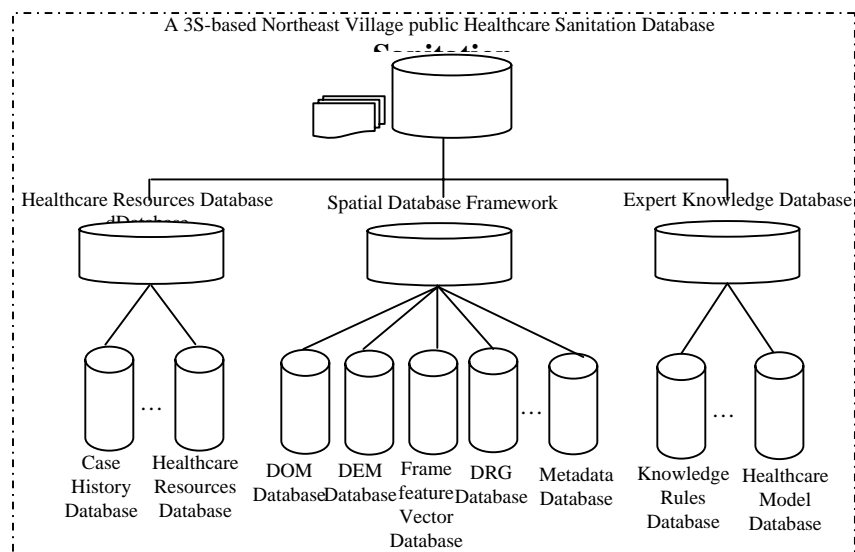 A 3S-based Northeast Village public Healthcare Sanitation Database
Sanitation
Healthcare Resources Database
dDatabase
Spatial Database Framework
Expert Knowledge Database
...
...
...
Case
History
Database
Healthcare
Resources
Database
DOM
Database
DEM
Database
Frame
feature
Vector
Database
DRG
Database
Metadata
Database
Knowledge
Rules
Database
Healthcare
Model
Database